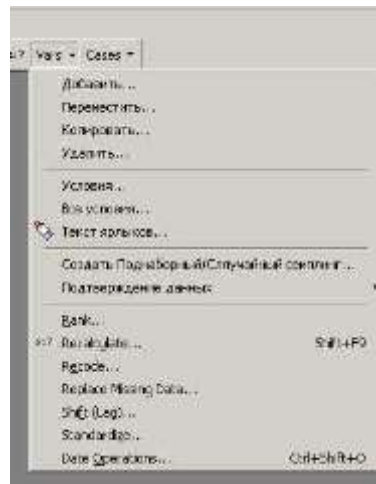 Vars Cases
Добавить...
Переместить...
Копировать...
Удалить...
Условия...
Все условия...
Текст ярлыков...
Создать Поднаборный/Случайный сэмплинг...
Подтверждение данных
Rank...
Recalculate... Shift+F9
Recode...
Replace Missing Data...
Shift (Lag)...
Standardize...
Date Operations... Ctrl+Shift+O